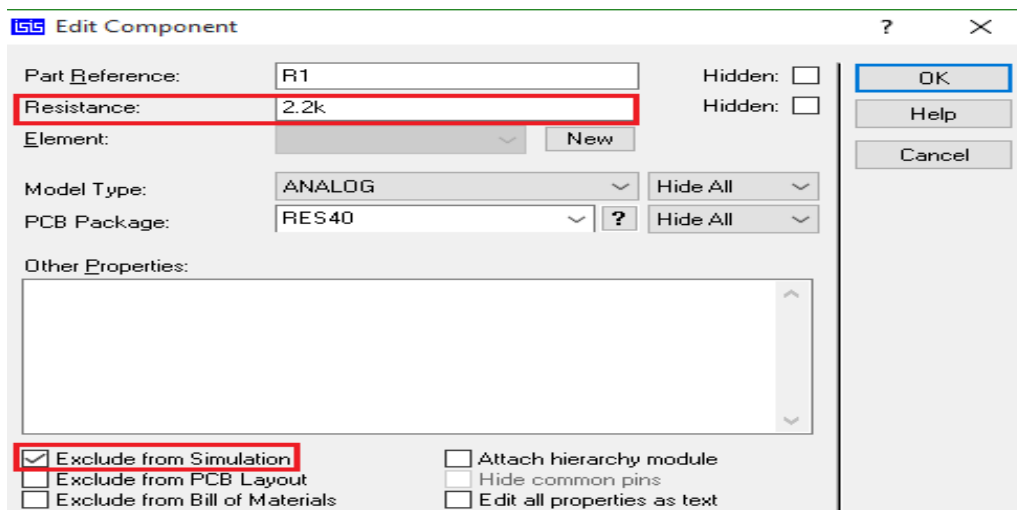 ISIS Edit Component ? ×
Part Reference: R1 Hidden:
Resistance: 2.2k Hidden:
Element: New
Model Type: ANALOG Hide All
PCB Package: RES40 ? Hide All
Other Properties:
Exclude from Simulation Attach hierarchy module
Exclude from PCB Layout Hide common pins
Exclude from Bill of Materials Edit all properties as text
OK
Help
Cancel